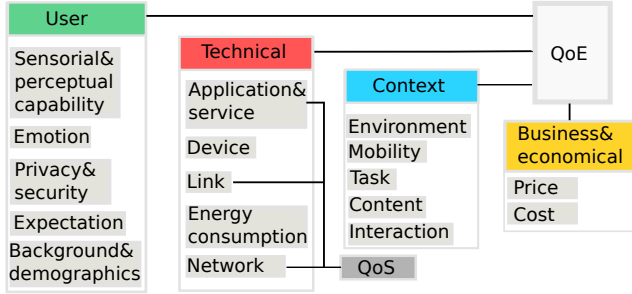 User
Sensorial&
perceptual
capability
Emotion
Privacy&
security
Expectation
Background&
demographics
Technical
Application&
service
Device
Link
Energy
consumption
Network
QoS
Context
Environment
Mobility
Task
Content
Interaction
QoE
Business&
economical
Price
Cost